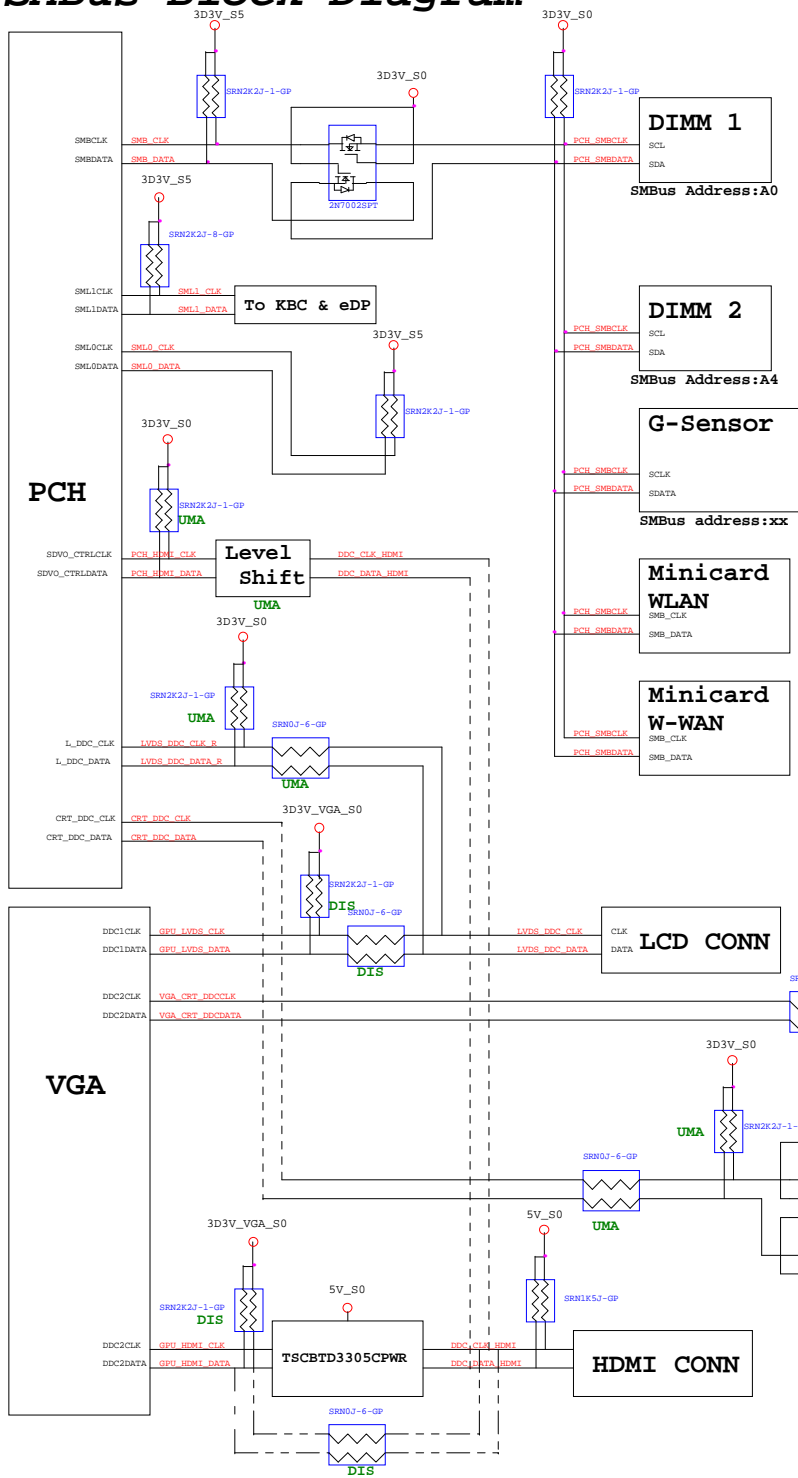 SMBus Block Diagram
3D3V_S5
3D3V_S0
SRN2K2J-1-GP
3D3V_S0
SRN2K2J-1-GP
DIMM 1
SMBCLK
SMB_CLK
PCH_SMBCLK
SCL
SMBDATA
SMB_DATA
PCH_SMBDATA
SDA
3D3V_S5
2N7002SPT
SMBus Address:A0
SRN2K2J-8-GP
SML1CLK
SML1_CLK
SML1DATA
SML1_DATA
To KBC & eDP
DIMM 2
3D3V_S5
PCH_SMBCLK
SCL
SML0CLK
SML0_CLK
PCH_SMBDATA
SDA
SML0DATA
SML0_DATA
SMBus Address:A4
SRN2K2J-1-GP
3D3V_S0
G-Sensor
PCH_SMBCLK
SCLK
PCH
PCH_SMBDATA
SDATA
SRN2K2J-1-GP
UMA
SMBus address:xx
SDVO_CTRLCLK
PCH_HDMI_CLK
Level
Shift
DDC_CLK_HDMI
SDVO_CTRLDATA
PCH_HDMI_DATA
DDC_DATA_HDMI
UMA
Minicard
WLAN
PCH_SMBCLK
SMB_CLK
PCH_SMBDATA
SMB_DATA
3D3V_S0
SRN2K2J-1-GP
UMA
SRN0J-6-GP
Minicard
W-WAN
PCH_SMBCLK
SMB_CLK
PCH_SMBDATA
SMB_DATA
L_DDC_CLK
LVDS_DDC_CLK_R
L_DDC_DATA
LVDS_DDC_DATA_R
UMA
3D3V_VGA_S0
CRT_DDC_CLK
CRT_DDC_CLK
CRT_DDC_DATA
CRT_DDC_DATA
SRN2K2J-1-GP
DIS
SRN0J-6-GP
DDC1CLK
GPU_LVDS_CLK
LVDS_DDC_CLK
CLK
DDC1DATA
GPU_LVDS_DATA
LVDS_DDC_DATA
DATA
LCD CONN
DIS
DDC2CLK
VGA_CRT_DDCCLK
DDC2DATA
VGA_CRT_DDCDATA
3D3V_S0
VGA
UMA
SRN2K2J-1-
SRN0J-6-GP
UMA
3D3V_VGA_S0
5V_S0
5V_S0
SRN2K2J-1-GP
DIS
SRN1K5J-GP
DDC2CLK
GPU_HDMI_CLK
DDC_CLK_HDMI
DDC2DATA
GPU_HDMI_DATA
TSCBTD3305CPWR
DDC_DATA_HDMI
HDMI CONN
SRN0J-6-GP
DIS